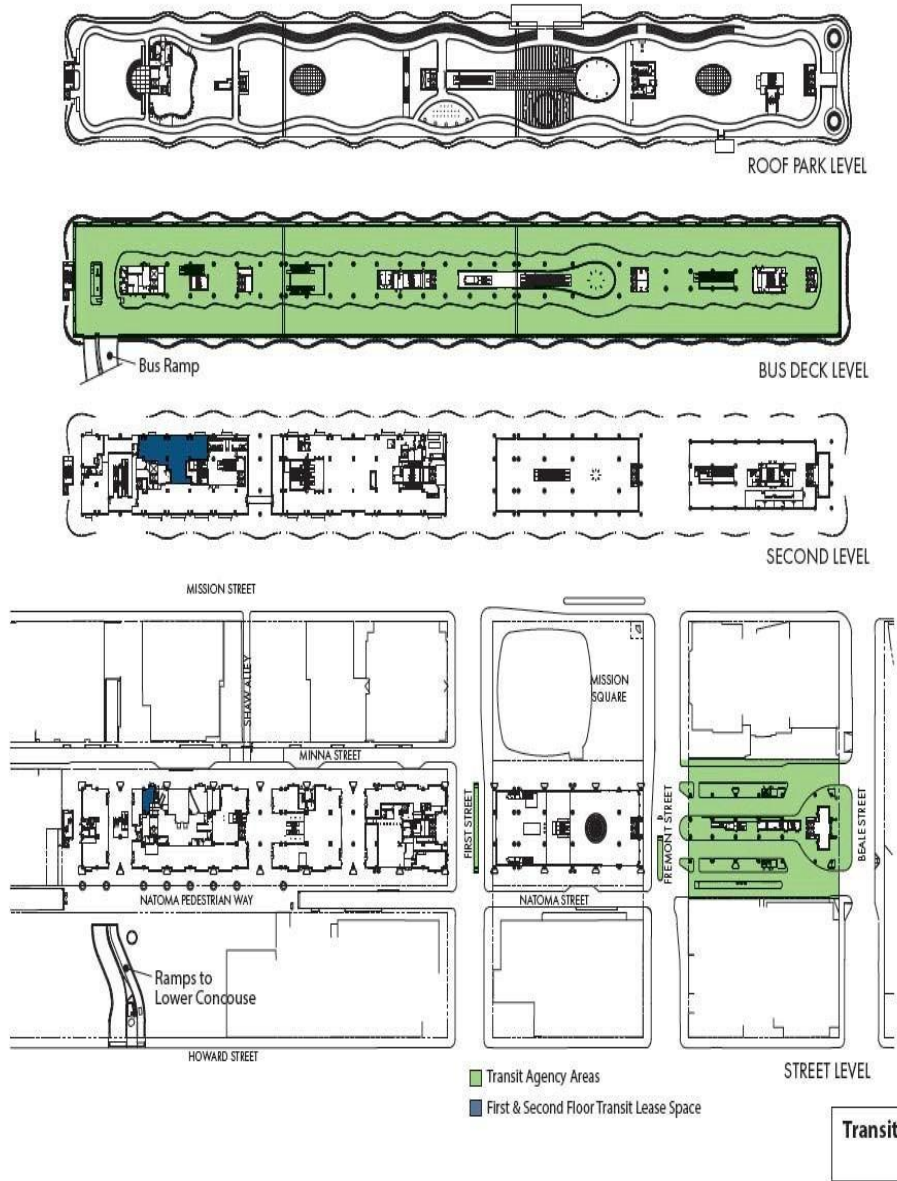 ROOF PARK LEVEL
Bus Ramp
BUS DECK LEVEL
SECOND LEVEL
MISSION STREET
SHAW ALLEY
MISSION
SQUARE
MINNA STREET
FIRST STREET
FREMONT STREET
BEALE STREET
NATOMA PEDESTRIAN WAY
NATOMA STREET
Ramps to
Lower Concouse
HOWARD STREET
STREET LEVEL
Transit Agency Areas
First & Second Floor Transit Lease Space
Transit